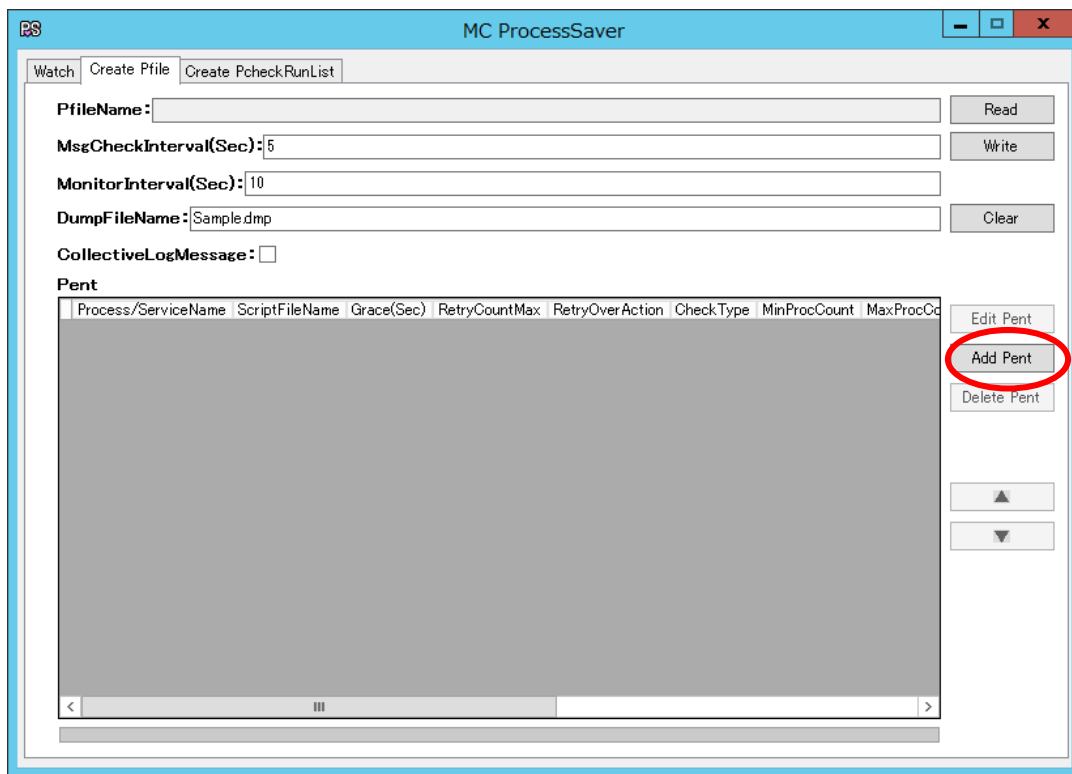 PS MC ProcessSaver
Watch Create Pfile Create PcheckRunList
PfileName: Read
MsgCheckInterval(Sec): 5 Write
MonitorInterval(Sec): 10
DumpFileName: Sample.dmp Clear
CollectiveLogMessage:
Pent
Process/ServiceName ScriptFileName Grace(Sec) RetryCountMax RetryOverAction CheckType MinProcCount MaxProcCo
Edit Pent
Add Pent
Delete Pent